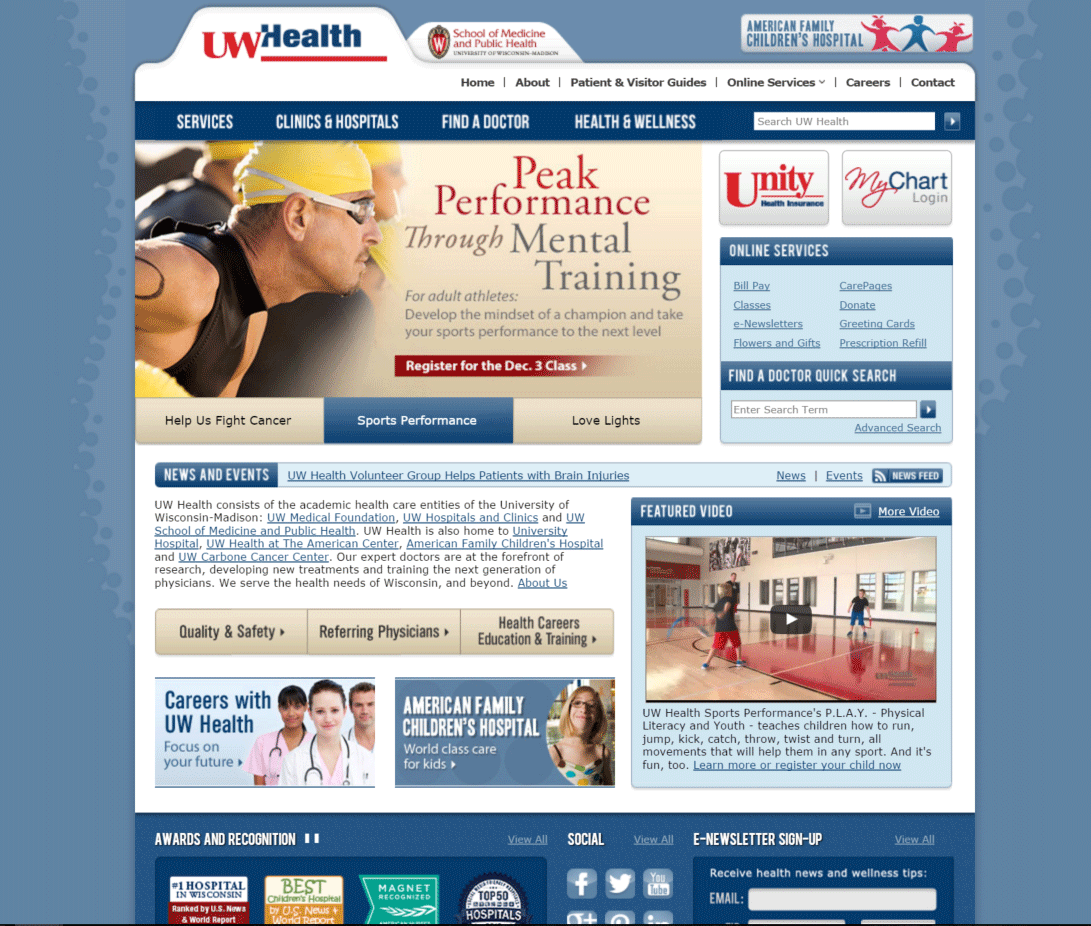 UWHealth
School of Medicine
and Public Health
UNIVERSITY OF WISCONSIN-MADISON
AMERICAN FAMILY
CHILDREN'S HOSPITAL
Home | About | Patient & Visitor Guides | Online Services | Careers | Contact
SERVICES CLINICS & HOSPITALS FIND A DOCTOR HEALTH & WELLNESS Search UW Health
Peak
Performance
Through Mental
Training
For adult athletes:
Develop the mindset of a champion and take
your sports performance to the next level
Register for the Dec. 3 Class
Help Us Fight Cancer Sports Performance Love Lights
Unity
Health Insurance
MyChart
Login
ONLINE SERVICES
Bill Pay CarePages
Classes Donate
e-Newsletters Greeting Cards
Flowers and Gifts Prescription Refill
FIND A DOCTOR QUICK SEARCH
Enter Search Term
Advanced Search
NEWS AND EVENTS UW Health Volunteer Group Helps Patients with Brain Injuries News | Events NEWS FEED
UW Health consists of the academic health care entities of the University of
Wisconsin-Madison: UW Medical Foundation, UW Hospitals and Clinics and UW
School of Medicine and Public Health. UW Health is also home to University
Hospital, UW Health at The American Center, American Family Children's Hospital
and UW Carbone Cancer Center. Our expert doctors are at the forefront of
research, developing new treatments and training the next generation of
physicians. We serve the health needs of Wisconsin, and beyond. About Us
Quality & Safety Referring Physicians Health Careers
Education & Training
Careers with
UW Health
Focus on
your future
AMERICAN FAMILY
CHILDREN'S HOSPITAL
World class care
for kids
FEATURED VIDEO More Video
UW Health Sports Performance's P.L.A.Y. - Physical
Literacy and Youth - teaches children how to run,
jump, kick, catch, throw, twist and turn, all
movements that will help them in any sport. And it's
fun, too. Learn more or register your child now
AWARDS AND RECOGNITION View All
#1 HOSPITAL
IN WISCONSIN
Ranked by U.S. News
& World Report
BEST
Children's Hospital
by U.S. News &
World Report
MAGNET
RECOGNIZED
TOP 50
HOSPITALS
SOCIAL View All
You
Tube
E-NEWSLETTER SIGN-UP View All
Receive health news and wellness tips:
EMAIL: